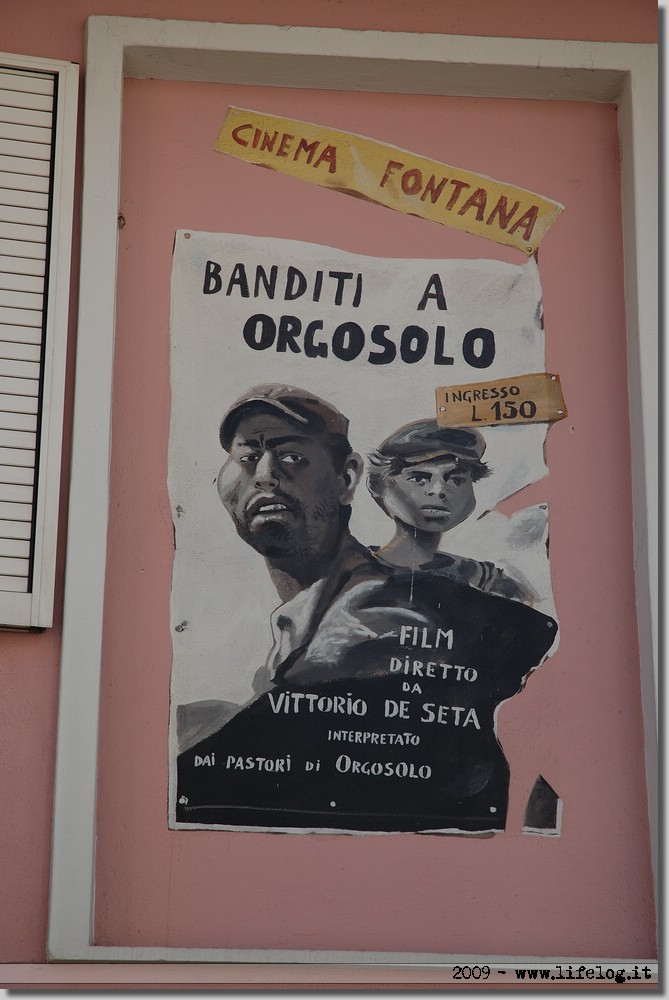 CINEMA FONTANA
BANDITI A
ORGOSOLO
INGRESSO
L. 150
FILM
DIRETTO
DA
VITTORIO DE SETA
INTERPRETATO
DAI PASTORI DI ORGOSOLO
2009 - www.lifelog.it